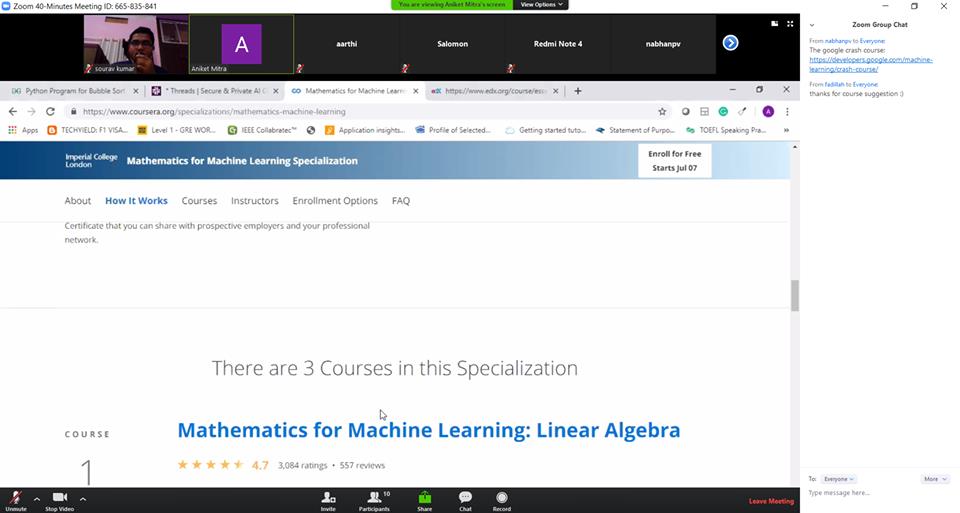 Zoom 40-Minutes Meeting ID: 665-835-841
You are viewing Aniket Mitra's screen
View Options
sourav kumar
A
Aniket Mitra
aarthi
Salomon
Redmi Note 4
nabhanpv
Python Program for Bubble Sort
* Threads | Secure & Private AI C
Mathematics for Machine Learn
https://www.edx.org/course/esse
https://www.coursera.org/specializations/mathematics-machine-learning
A
Apps
TECHYIELD: F1 VISA...
Level 1 - GRE WOR...
IEEE Collabratec™
Application insights...
Profile of Selected...
Getting started tuto...
Statement of Purpo...
TOEFL Speaking Pra...
Imperial College
London
Mathematics for Machine Learning Specialization
Enroll for Free
Starts Jul 07
About
How It Works
Courses
Instructors
Enrollment Options
FAQ
Certificate that you can share with prospective employers and your professional
network.
There are 3 Courses in this Specialization
COURSE
1
Mathematics for Machine Learning: Linear Algebra
4.7
3,084 ratings • 557 reviews
Unmute
Stop Video
Invite
10
Participants
Share
Chat
Record
Leave Meeting
Zoom Group Chat
From nabhanpv to Everyone:
The google crash course:
https://developers.google.com/machine-
learning/crash-course/
From fadillah to Everyone:
thanks for course suggestion :)
To:
Everyone
More
Type message here...